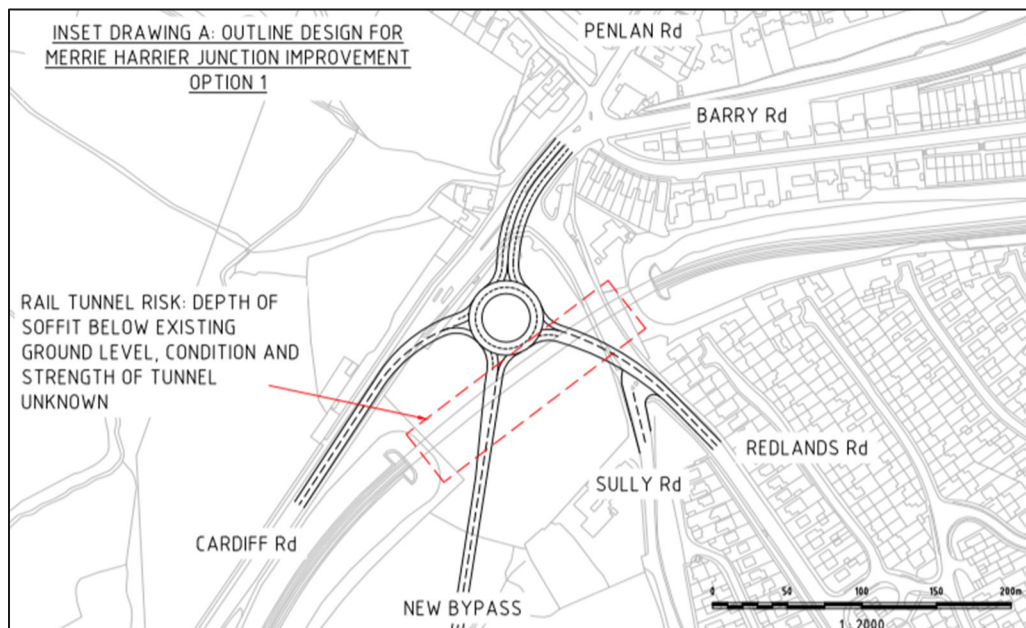 INSET DRAWING A: OUTLINE DESIGN FOR
MERRIE HARRIER JUNCTION IMPROVEMENT
OPTION 1
PENLAN Rd
BARRY Rd
RAIL TUNNEL RISK: DEPTH OF
SOFFIT BELOW EXISTING
GROUND LEVEL, CONDITION AND
STRENGTH OF TUNNEL
UNKNOWN
REDLANDS Rd
SULLY Rd
CARDIFF Rd
NEW BYPASS
0 50 100 150 200m
1 : 2000